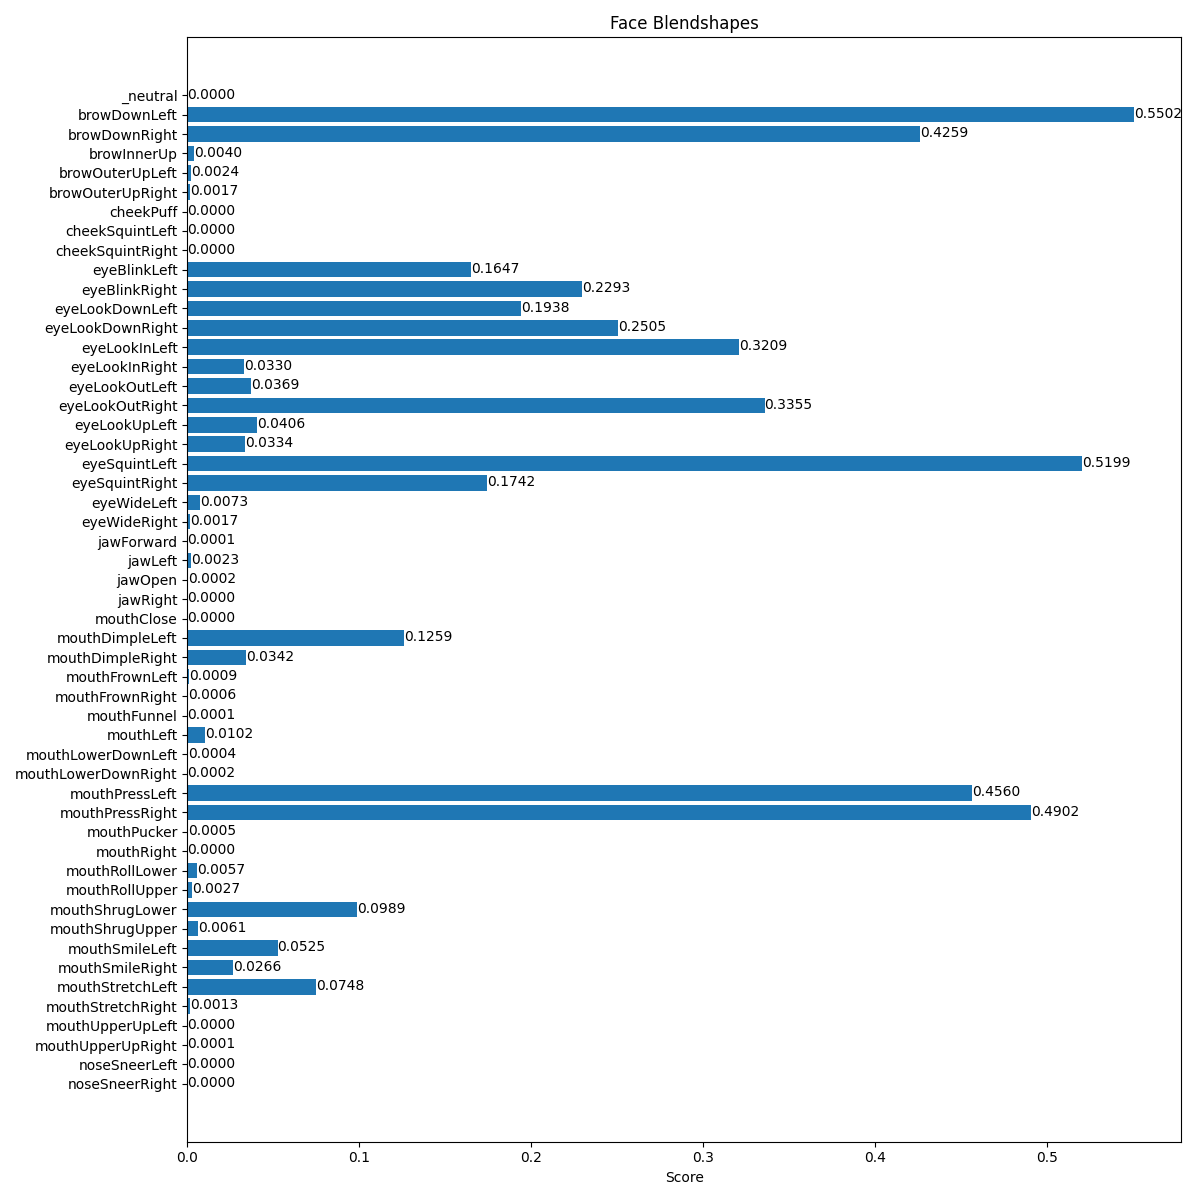 Face Blendshapes
_neutral 0.0000
browDownLeft 0.5502
browDownRight 0.4259
browInnerUp 0.0040
browOuterUpLeft 0.0024
browOuterUpRight 0.0017
cheekPuff 0.0000
cheekSquintLeft 0.0000
cheekSquintRight 0.0000
eyeBlinkLeft 0.1647
eyeBlinkRight 0.2293
eyeLookDownLeft 0.1938
eyeLookDownRight 0.2505
eyeLookInLeft 0.3209
eyeLookInRight 0.0330
eyeLookOutLeft 0.0369
eyeLookOutRight 0.3355
eyeLookUpLeft 0.0406
eyeLookUpRight 0.0334
eyeSquintLeft 0.5199
eyeSquintRight 0.1742
eyeWideLeft 0.0073
eyeWideRight 0.0017
jawForward 0.0001
jawLeft 0.0023
jawOpen 0.0002
jawRight 0.0000
mouthClose 0.0000
mouthDimpleLeft 0.1259
mouthDimpleRight 0.0342
mouthFrownLeft 0.0009
mouthFrownRight 0.0006
mouthFunnel 0.0001
mouthLeft 0.0102
mouthLowerDownLeft 0.0004
mouthLowerDownRight 0.0002
mouthPressLeft 0.4560
mouthPressRight 0.4902
mouthPucker 0.0005
mouthRight 0.0000
mouthRollLower 0.0057
mouthRollUpper 0.0027
mouthShrugLower 0.0989
mouthShrugUpper 0.0061
mouthSmileLeft 0.0525
mouthSmileRight 0.0266
mouthStretchLeft 0.0748
mouthStretchRight 0.0013
mouthUpperUpLeft 0.0000
mouthUpperUpRight 0.0001
noseSneerLeft 0.0000
noseSneerRight 0.0000
0.0 0.1 0.2 0.3 0.4 0.5
Score